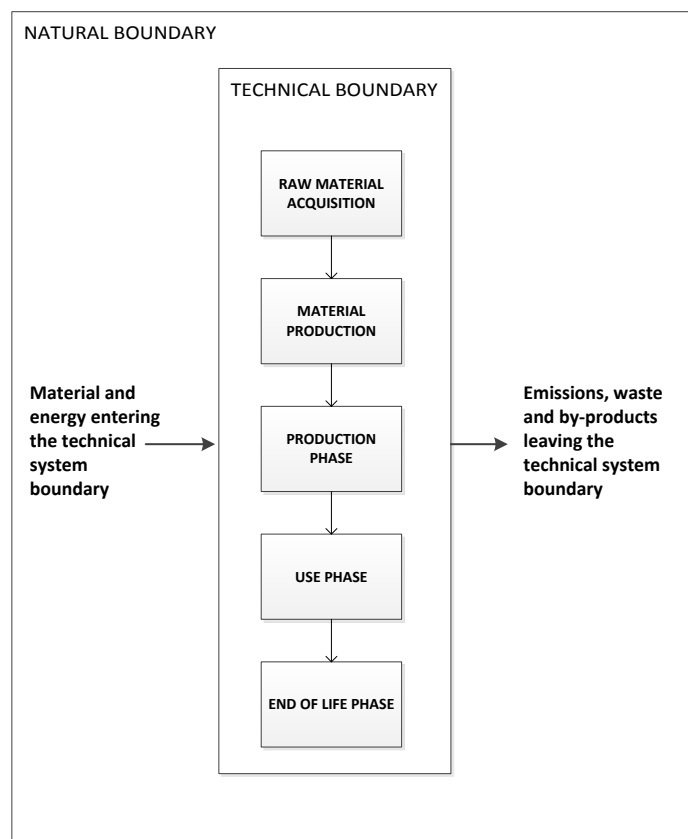 NATURAL BOUNDARY
TECHNICAL BOUNDARY
RAW MATERIAL
ACQUISITION
MATERIAL
PRODUCTION
Material and
energy entering
the technical
system
boundary
PRODUCTION
PHASE
Emissions, waste
and by-products
leaving the
technical system
boundary
USE PHASE
END OF LIFE PHASE